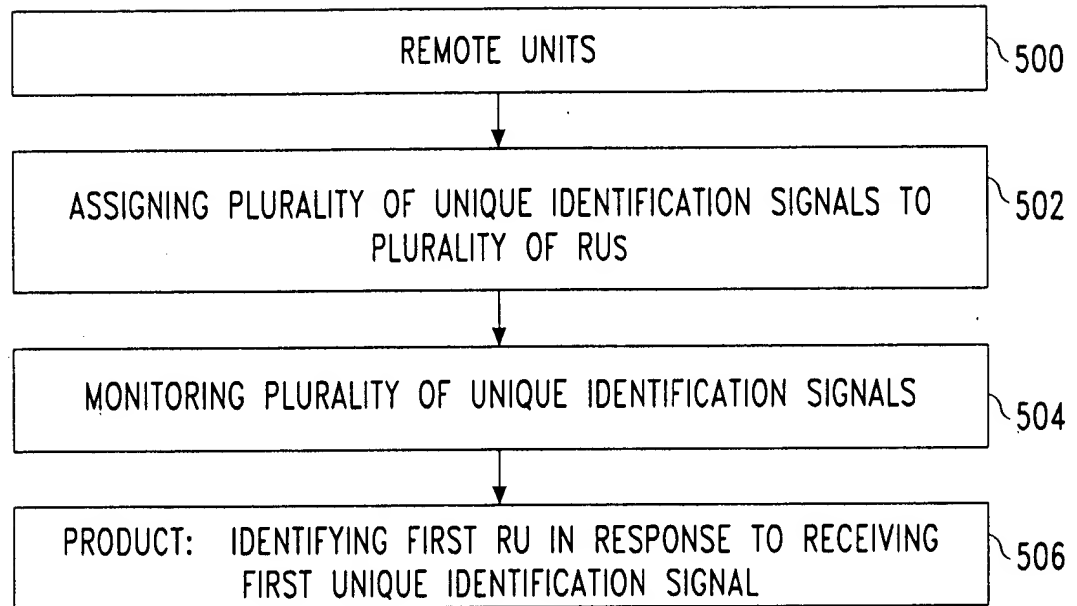 REMOTE UNITS
500
ASSIGNING PLURALITY OF UNIQUE IDENTIFICATION SIGNALS TO
PLURALITY OF RUS
502
MONITORING PLURALITY OF UNIQUE IDENTIFICATION SIGNALS
504
PRODUCT: IDENTIFYING FIRST RU IN RESPONSE TO RECEIVING
FIRST UNIQUE IDENTIFICATION SIGNAL
506